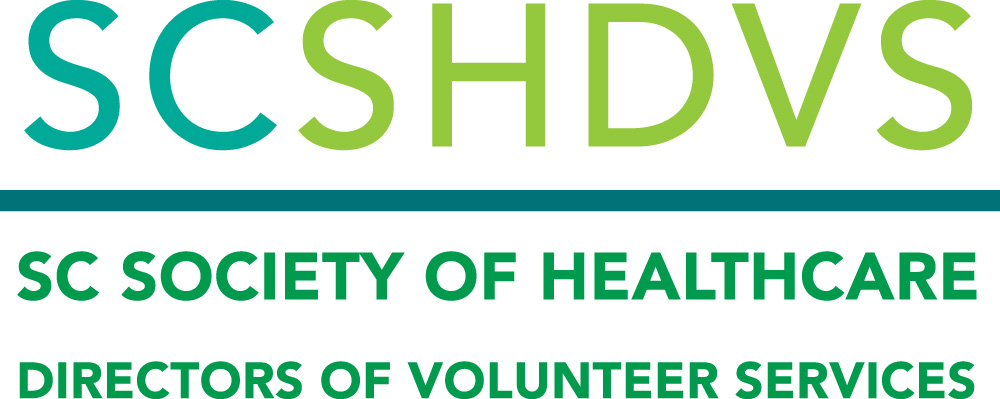 SCSHDVS
SC SOCIETY OF HEALTHCARE
DIRECTORS OF VOLUNTEER SERVICES